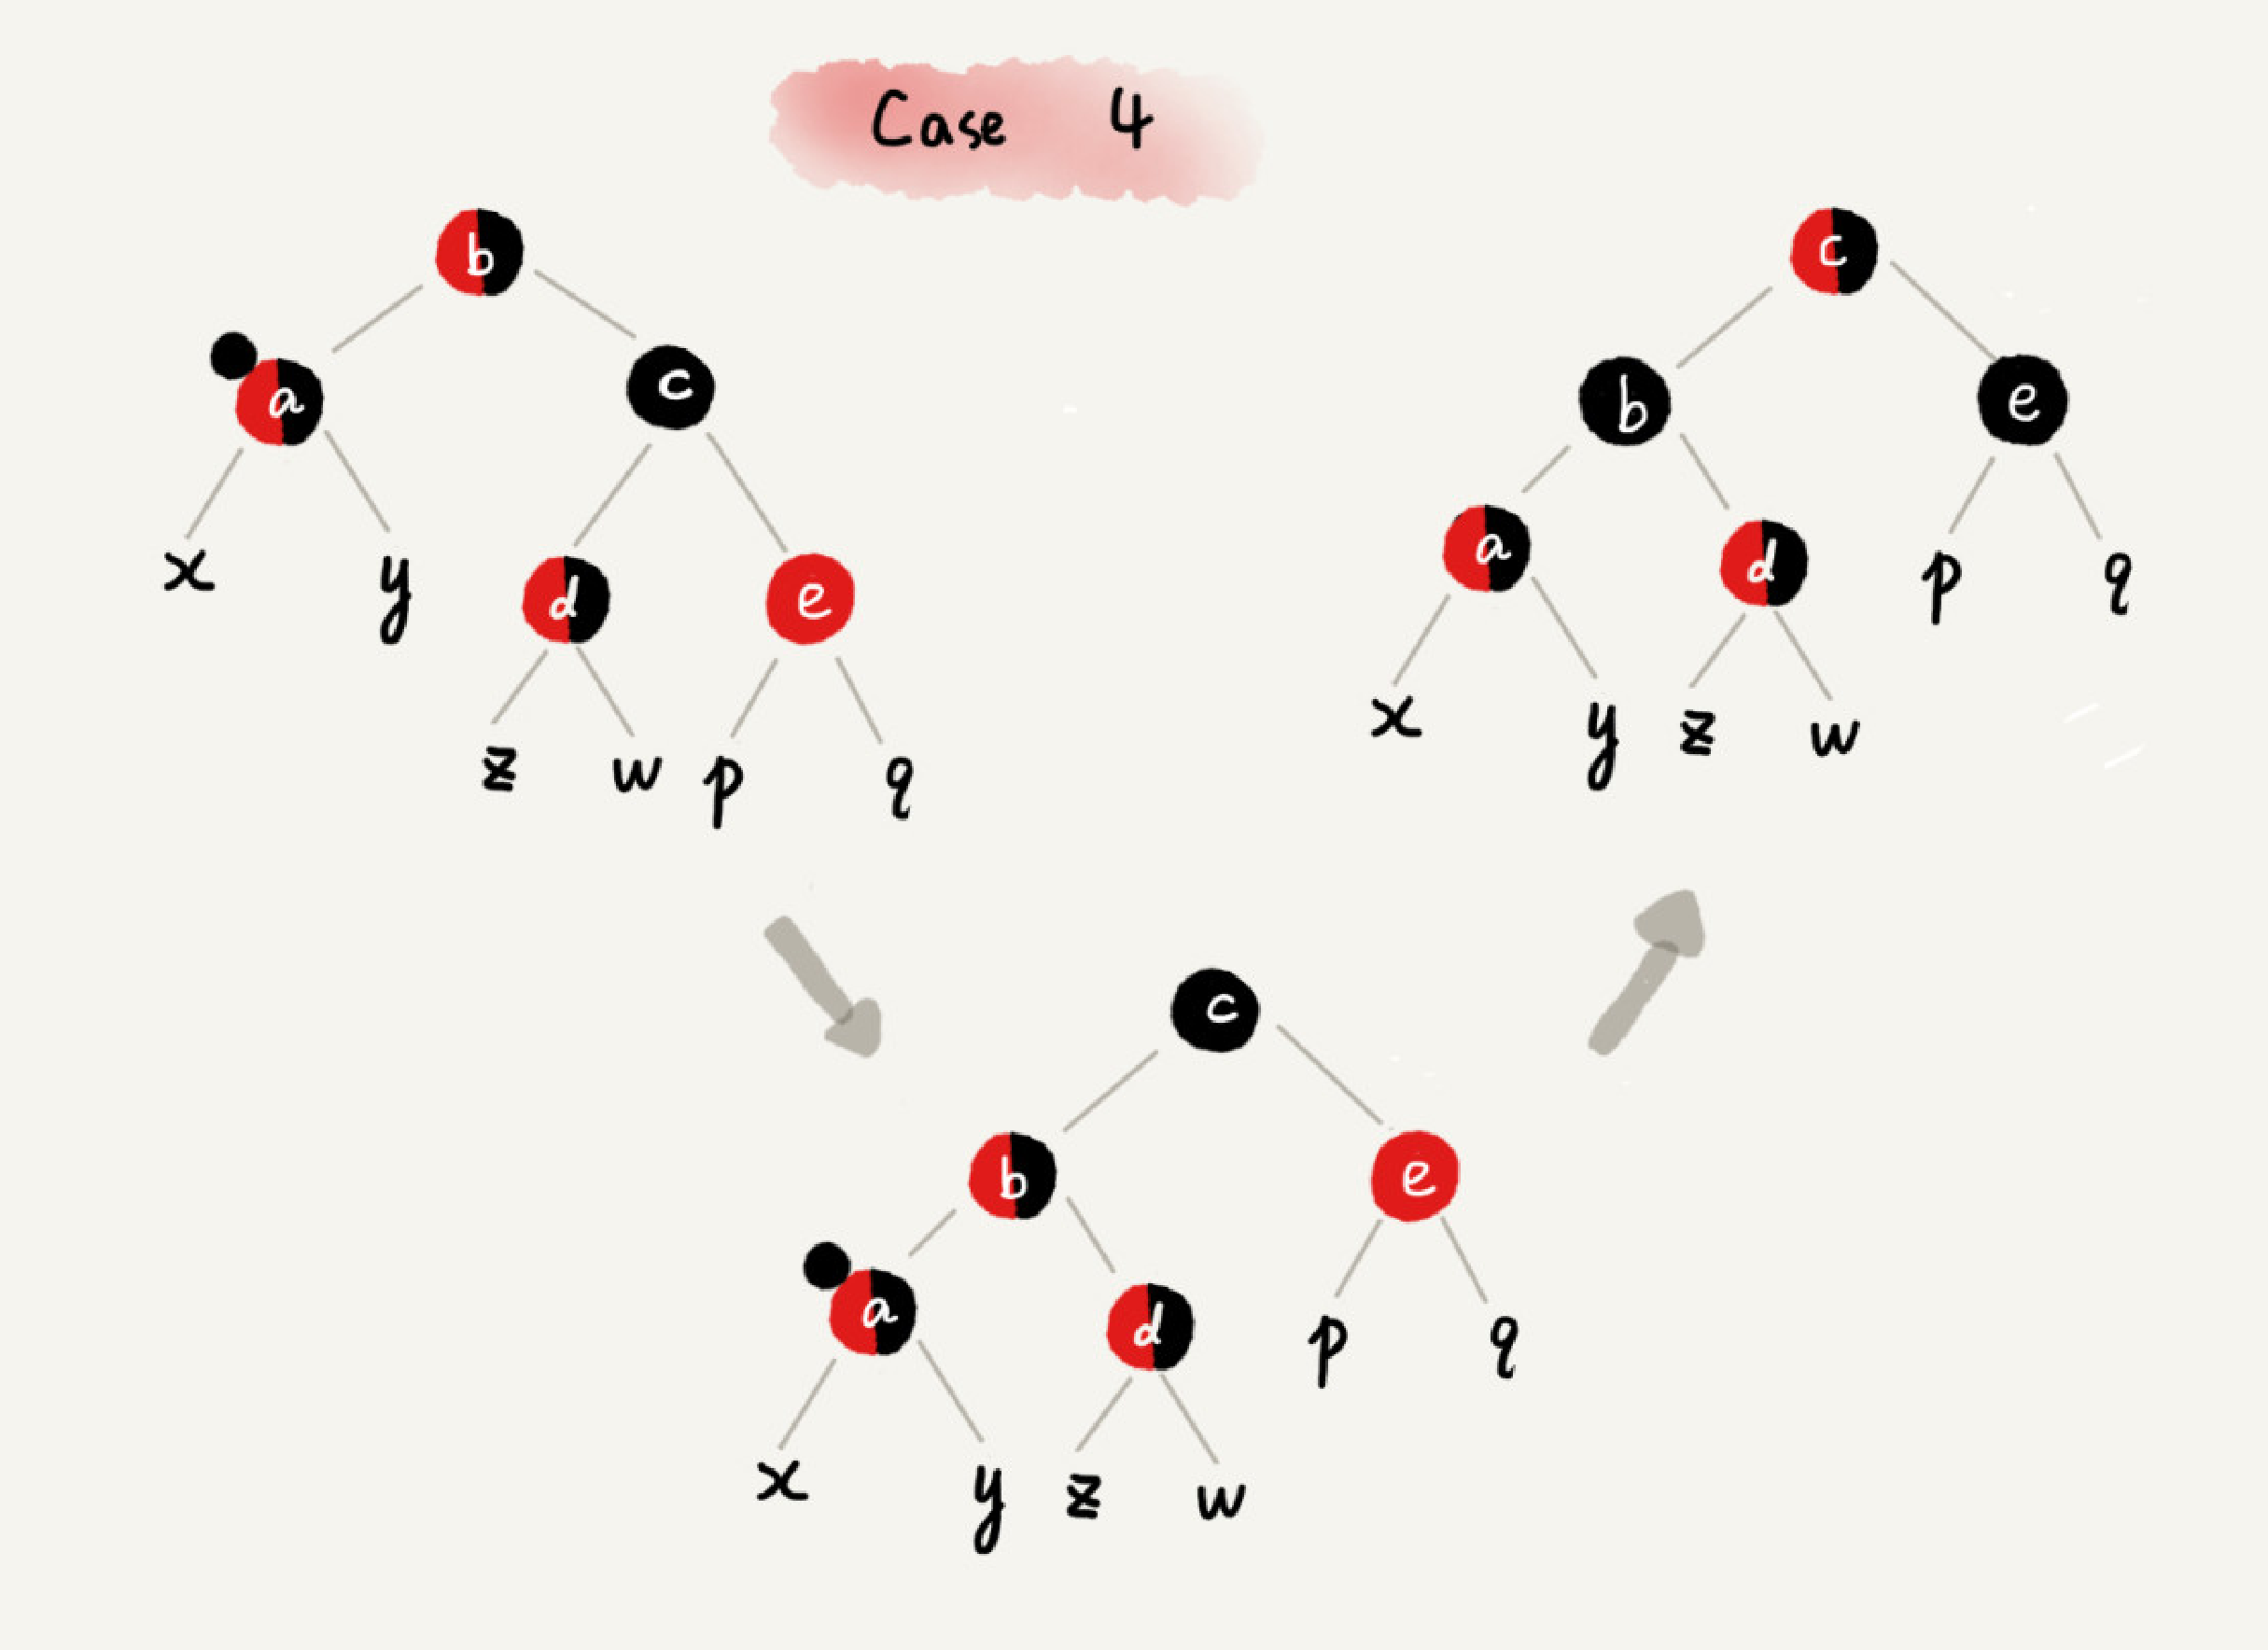 Case 4
b
a c
x y d e
z w p q
c
b e
a d p q
x y z w
c
b e
a d p q
x y z w